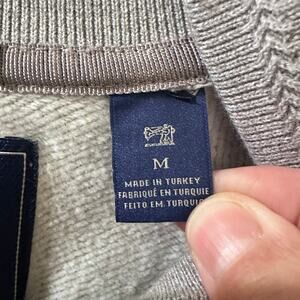 M
MADE IN TURKEY
FABRIQUÉ EN TURQUIE
FEITO EM TURQUIA